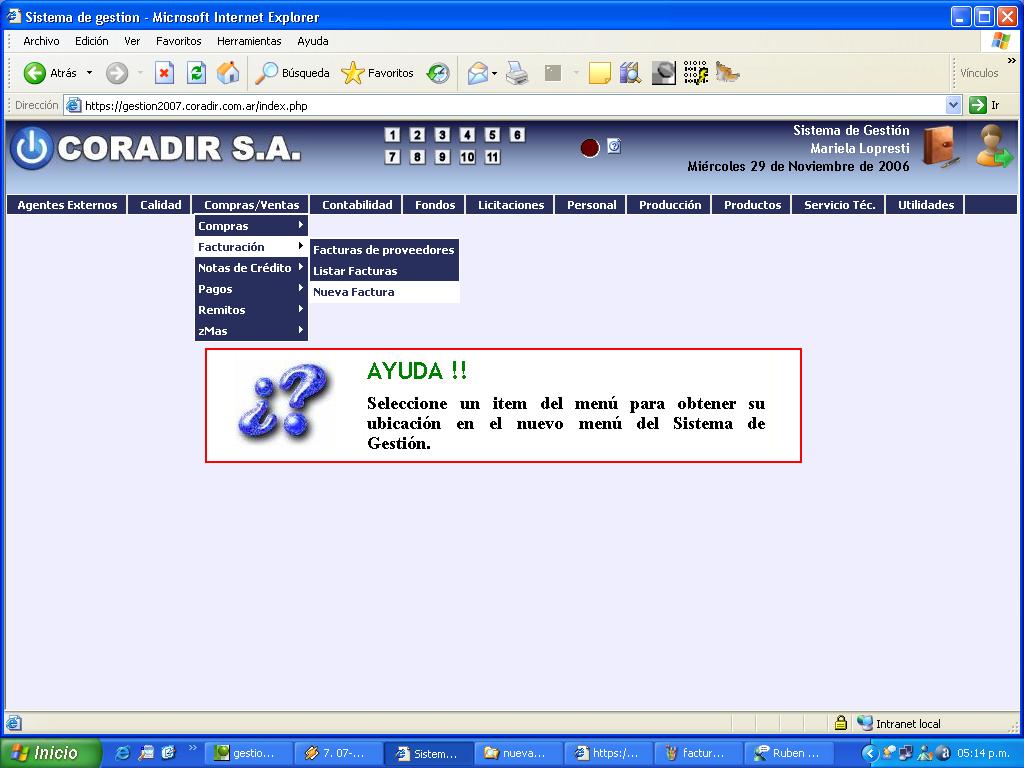 Sistema de gestion - Microsoft Internet Explorer
Archivo Edición Ver Favoritos Herramientas Ayuda
Atrás Búsqueda Favoritos Vínculos
Dirección https://gestion2007.coradir.com.ar/index.php Ir
CORADIR S.A.
1 2 3 4 5 6
7 8 9 10 11
Sistema de Gestión
Mariela Lopresti
Miércoles 29 de Noviembre de 2006
Agentes Externos Calidad Compras/Ventas Contabilidad Fondos Licitaciones Personal Producción Productos Servicio Téc. Utilidades
Compras
Facturación
Notas de Crédito
Pagos
Remitos
zMas
Facturas de proveedores
Listar Facturas
Nueva Factura
AYUDA !!
Seleccione un item del menú para obtener su
ubicación en el nuevo menú del Sistema de
Gestión.
Intranet local
Inicio gestio... 7. 07-... Sistem... nueva... https:/... factur... Ruben ... 05:14 p.m.